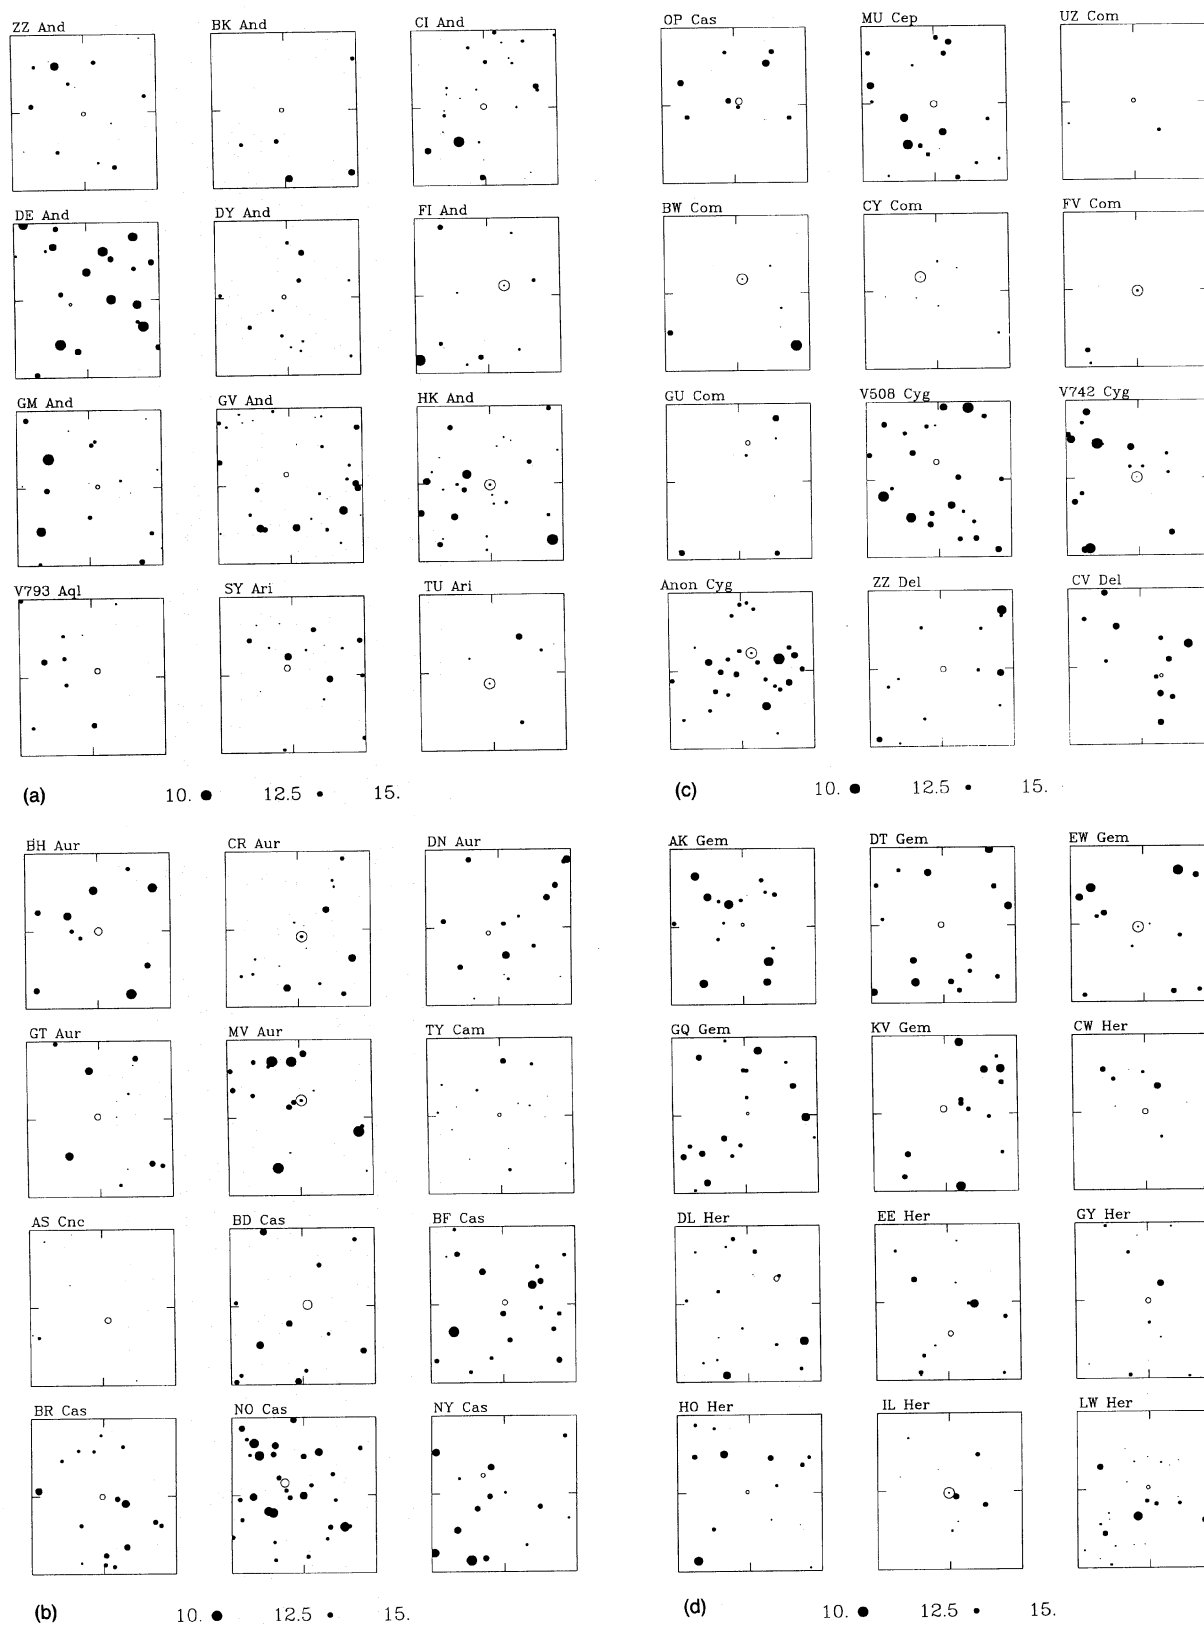 ZZ And
BK And
CI And
DE And
DY And
FI And
GM And
GV And
HK And
V793 Aql
SY Ari
TU Ari
(a) 10. 12.5 15.
OP Cas
MU Cep
UZ Com
BW Com
CY Com
FV Com
GU Com
V508 Cyg
V742 Cyg
Anon Cyg
ZZ Del
CV Del
(c) 10. 12.5 15.
BH Aur
CR Aur
DN Aur
GT Aur
MV Aur
TY Cam
AS Cnc
BD Cas
BF Cas
BR Cas
NO Cas
NY Cas
(b) 10. 12.5 15.
AK Gem
DT Gem
EW Gem
GQ Gem
KV Gem
CW Her
DL Her
EE Her
GY Her
HO Her
IL Her
LW Her
(d) 10. 12.5 15.